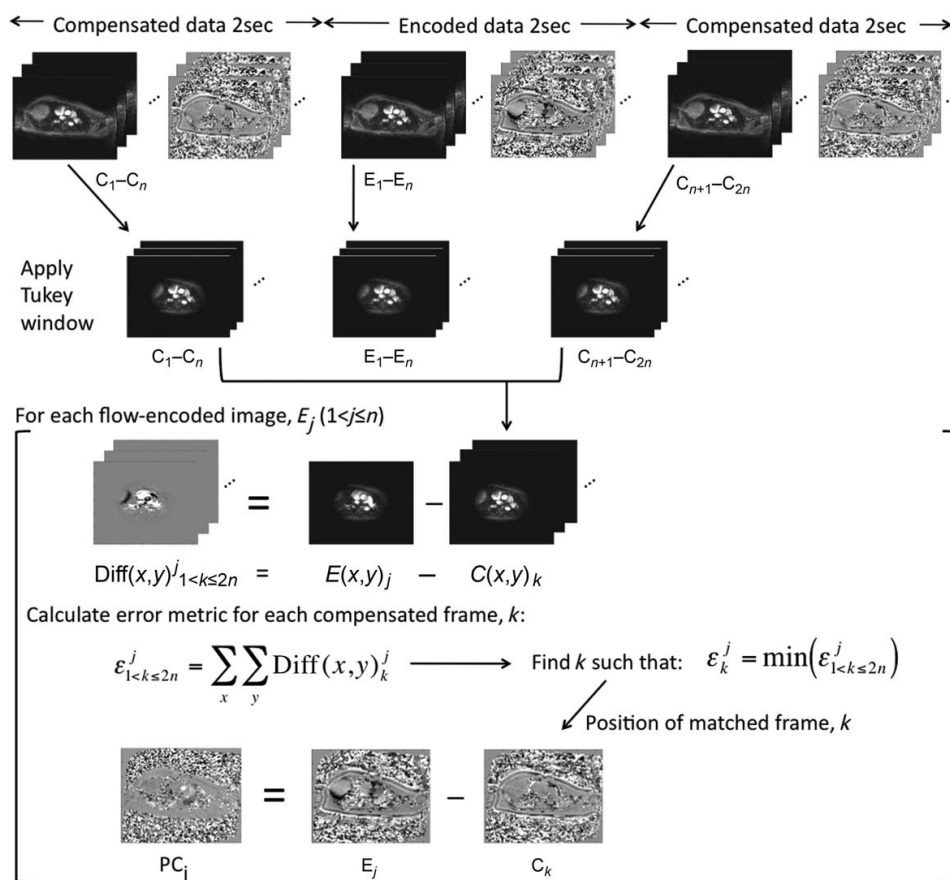 Compensated data 2sec Encoded data 2sec Compensated data 2sec
... ... ... ... ... ...
C₁–Cₙ E₁–Eₙ Cₙ₊₁–C₂ₙ
Apply
Tukey
window
... ... ...
C₁–Cₙ E₁–Eₙ Cₙ₊₁–C₂ₙ
For each flow-encoded image, Eⱼ (1<j≤n)
... = – ...
Diff(x,y)ʲ₁<ₖ≤₂ₙ = E(x,y)ⱼ – C(x,y)ₖ
Calculate error metric for each compensated frame, k:
εʲ₁<ₖ≤₂ₙ = ∑ₓ ∑ᵧ Diff(x,y)ʲₖ Find k such that: εʲₖ = min(εʲ₁<ₖ≤₂ₙ)
Position of matched frame, k
= –
PCⱼ Eⱼ Cₖ